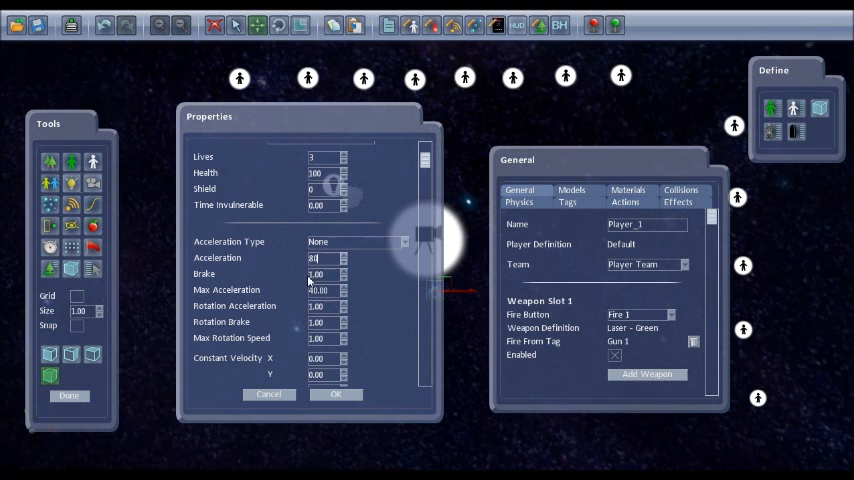 HUD
BH
Define
Tools
Grid
Size 1.00
Snap
Done
Properties
Lives 3
Health 100
Shield 0
Time Invulnerable 0.00
Acceleration Type None
Acceleration 80
Brake 1.00
Max Acceleration 40.00
Rotation Acceleration 1.00
Rotation Brake 1.00
Max Rotation Speed 1.00
Constant Velocity X 0.00
Y 0.00
Cancel OK
General
General Models Materials Collisions
Physics Tags Actions Effects
Name Player_1
Player Definition Default
Team Player Team
Weapon Slot 1
Fire Button Fire 1
Weapon Definition Laser - Green
Fire From Tag Gun 1
Enabled
Add Weapon